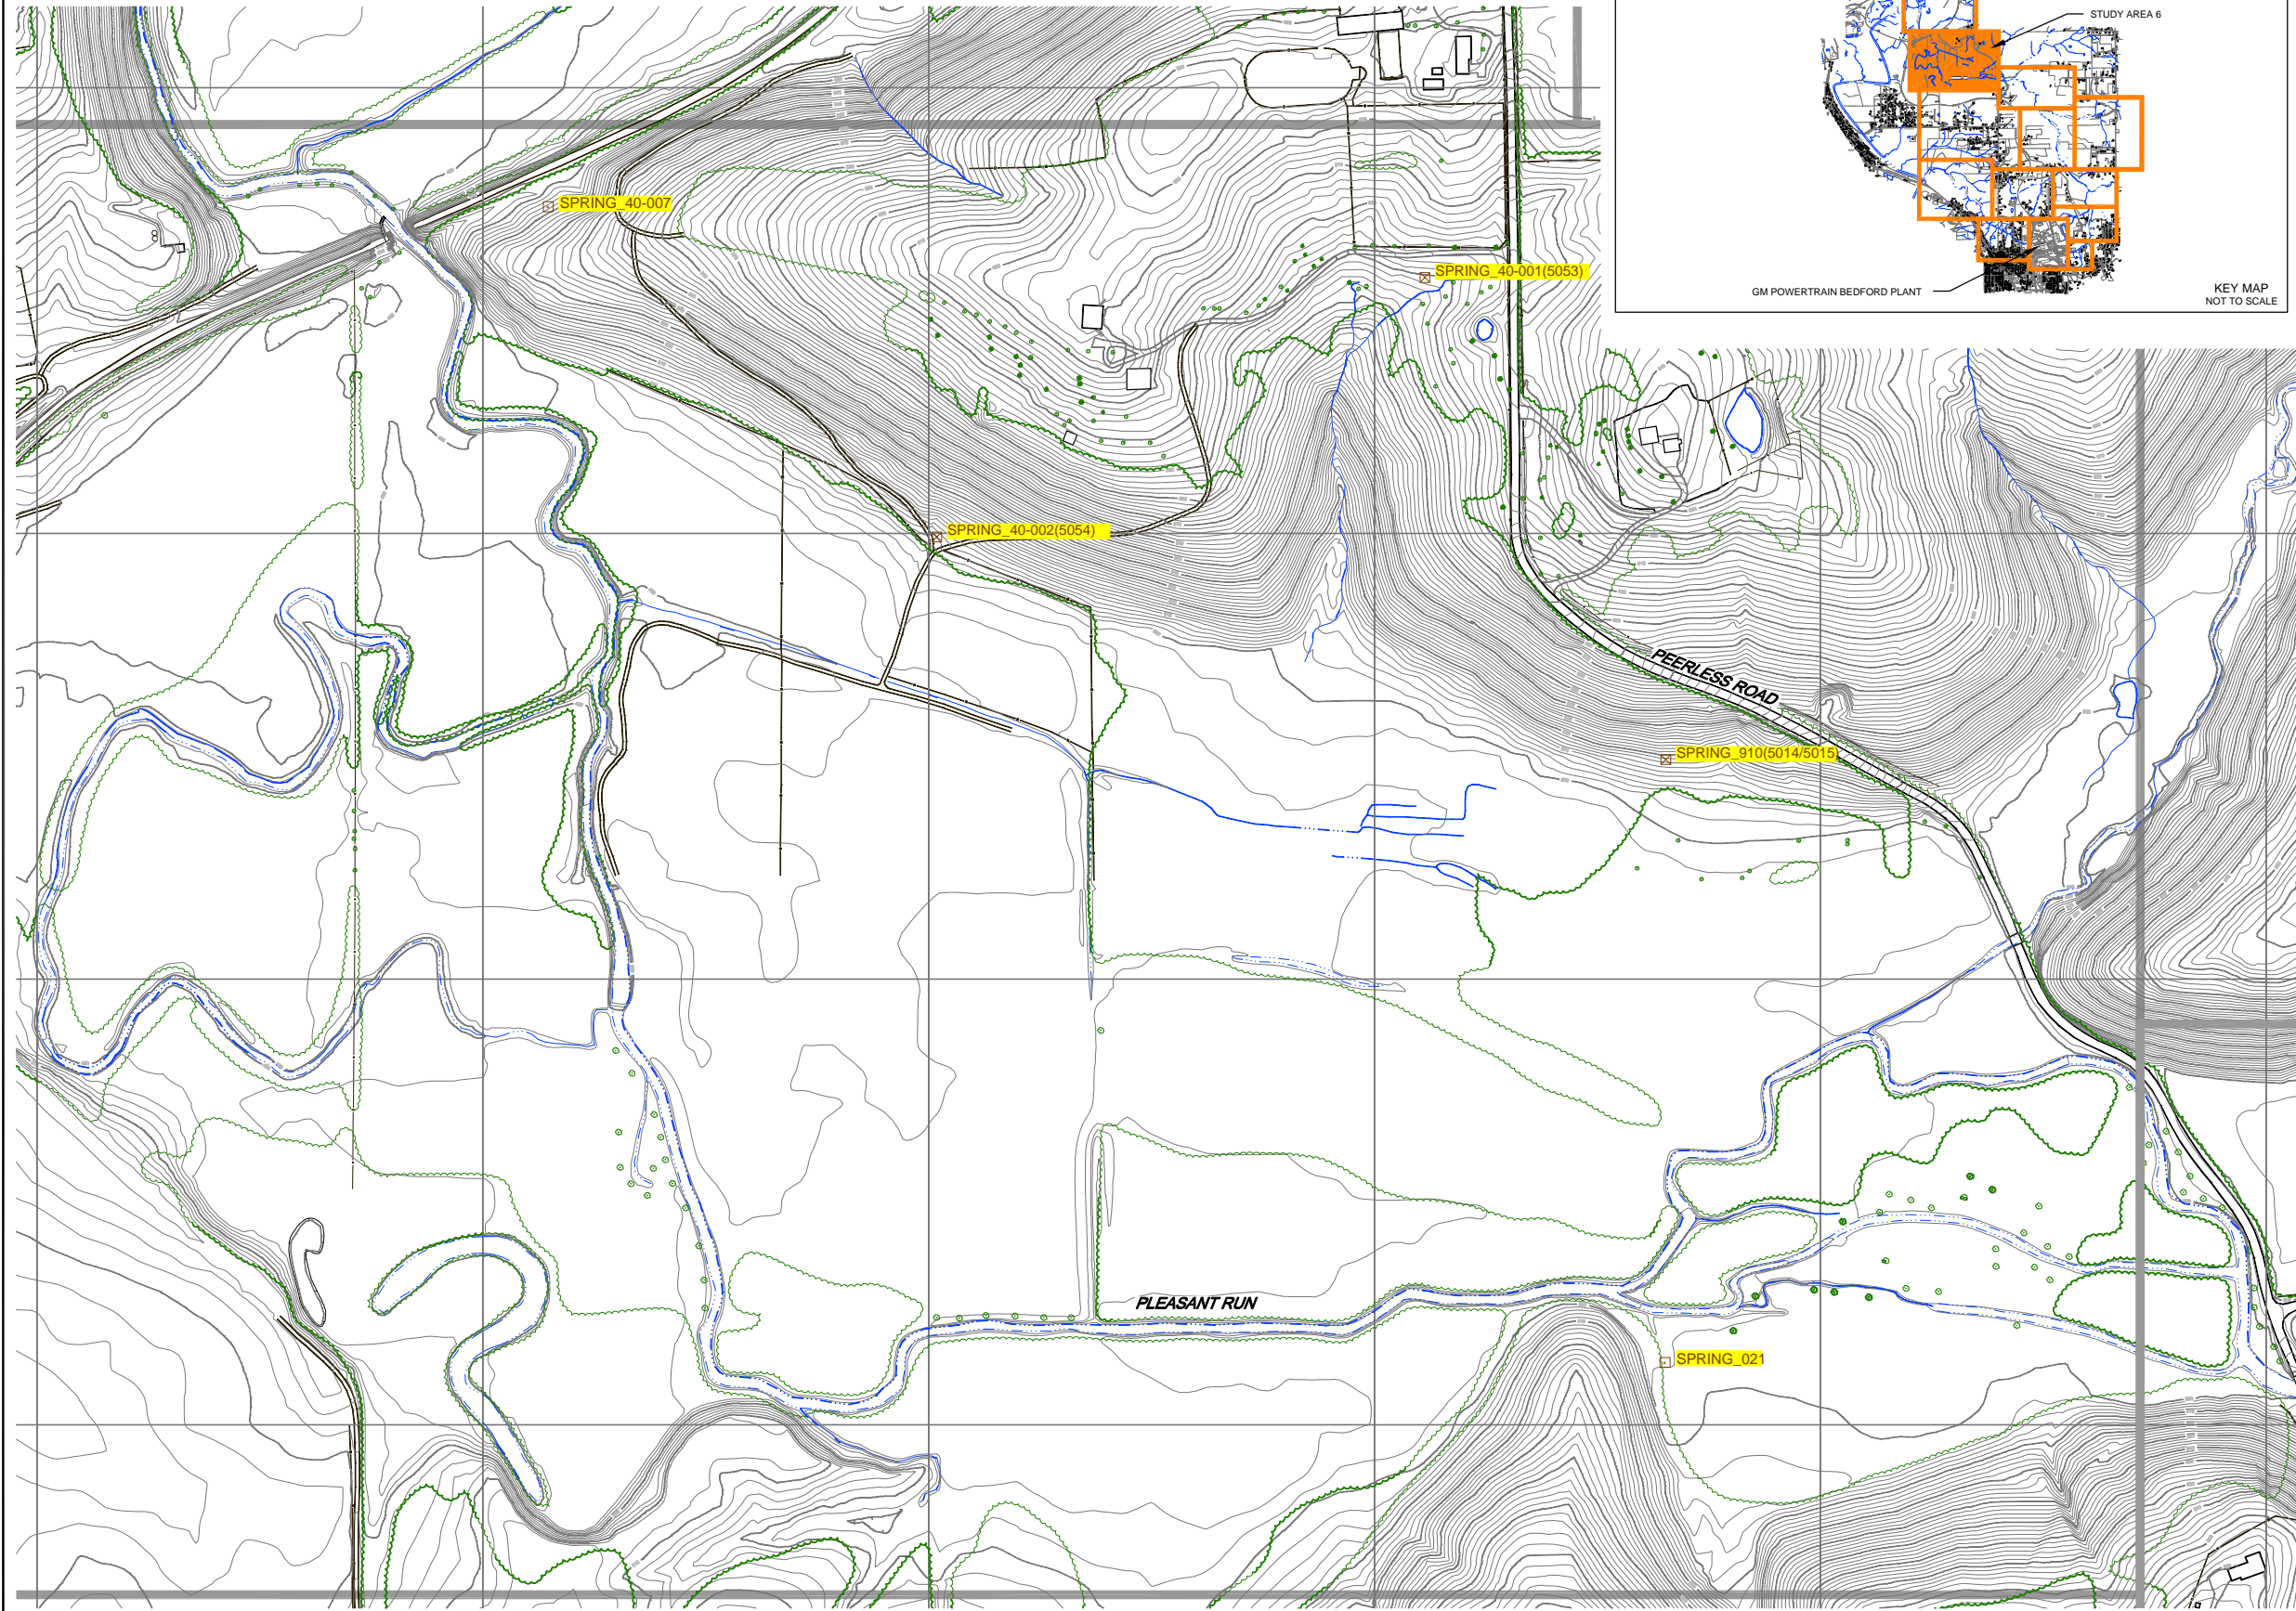 STUDY AREA 6
GM POWERTRAIN BEDFORD PLANT
KEY MAP
NOT TO SCALE
SPRING_40-007
SPRING_40-001(5053)
SPRING_40-002(5054)
PEERLESS ROAD
SPRING_910(5014/5015)
PLEASANT RUN
SPRING_021